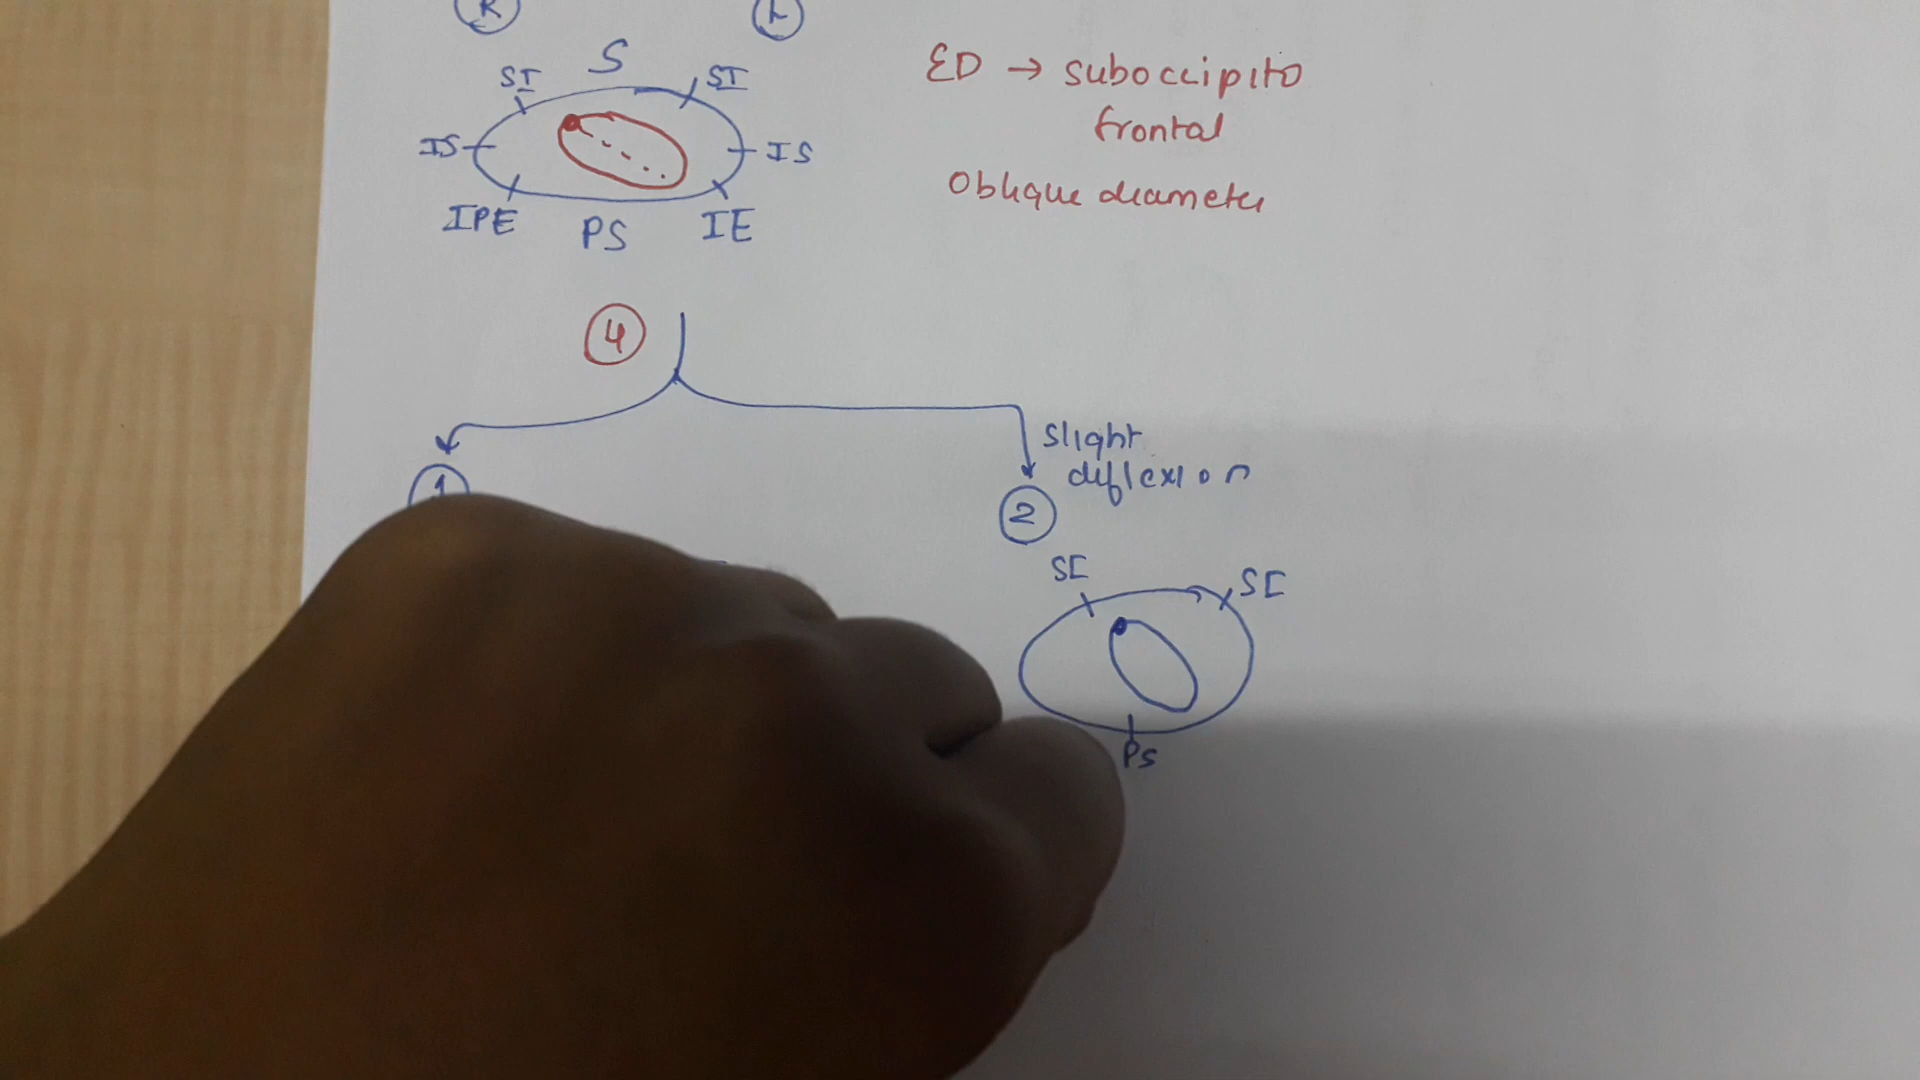 R L
SI S SI
IS IS
IPE PS IE
ED → suboccipito
frontal
Oblique diameter
4
1
slight
deflexion
2
SI SI
PS